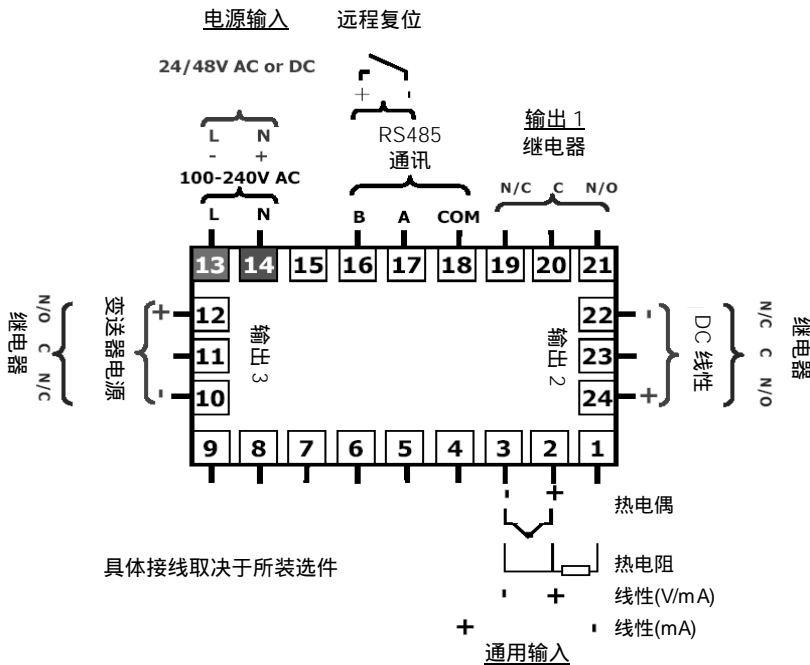 电源输入 远程复位
24/48V AC or DC
+ -
L N
RS485
输出 1
- +
通讯
继电器
100-240V AC
N/C C N/O
L N
B A COM
13 14 15 16 17 18 19 20 21
继电器
N/O C N/C
变送器电源
+
-
12
11
10
输出 3
输出 2
22
23
24
-
+
DC 线性
N/C C N/O
继电器
9 8 7 6 5 4 3 2 1
- +
热电偶
具体接线取决于所装选件
热电阻
- + 线性(V/mA)
+ - 线性(mA)
通用输入